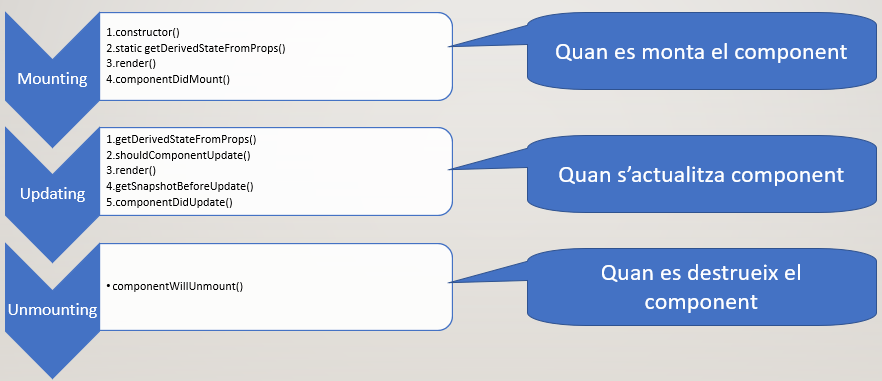 Mounting
1.constructor()
2.static getDerivedStateFromProps()
3.render()
4.componentDidMount()
Quan es monta el component
Updating
1.getDerivedStateFromProps()
2.shouldComponentUpdate()
3.render()
4.getSnapshotBeforeUpdate()
5.componentDidUpdate()
Quan s’actualitza component
Unmounting
•componentWillUnmount()
Quan es destrueix el
component